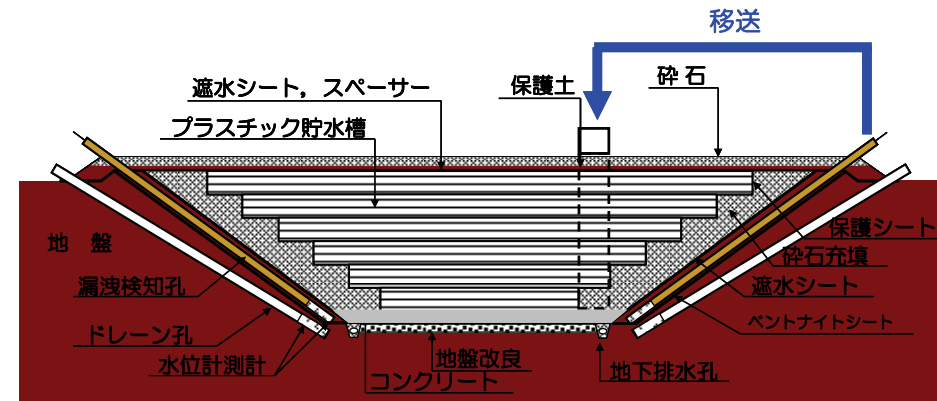 移送
砕石
遮水シート，スペーサー
保護土
プラスチック貯水槽
地盤
保護シート
砕石充填
漏洩検知孔
遮水シート
ドレーン孔
ベントナイトシート
水位計測計
地盤改良
地下排水孔
コンクリート